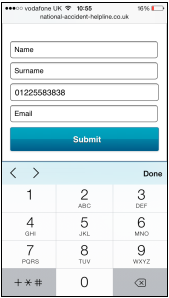 vodafone UK 10:55 16%
national-accident-helpline.co.uk
Name
Surname
01225583838
Email
Submit
Done
1 2 3
ABC DEF
4 5 6
GHI JKL MNO
7 8 9
PQRS TUV WXYZ
+*# 0